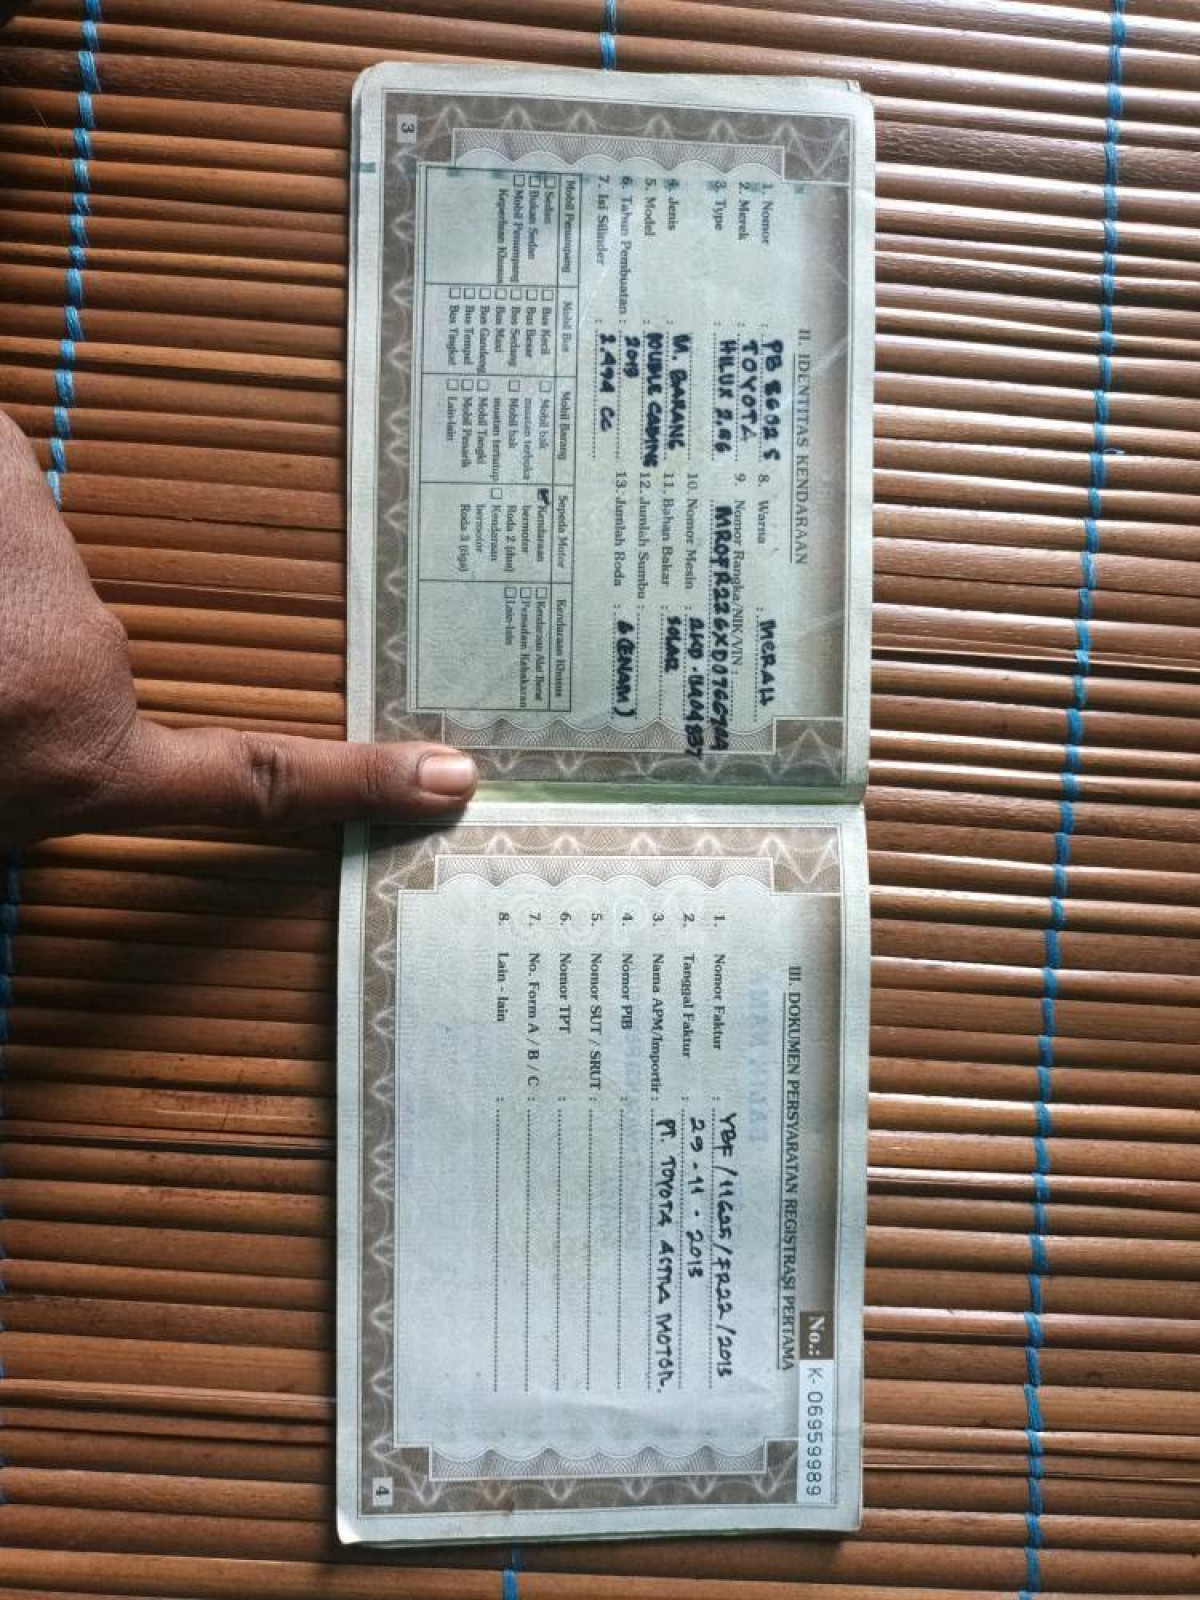 II. IDENTITAS KENDARAAN
1. Nomor : PB 8602 S
2. Merek : TOYOTA
3. Type : HILUX 2,5G
4. Jenis : M. BARANG
5. Model : DOUBLE CABINE
6. Tahun Pembuatan : 2013
7. Isi Silinder : 2.494 CC
8. Warna : MERAH
9. Nomor Rangka/NIK/VIN :
10. Nomor Mesin :
11. Bahan Bakar : SOLAR
12. Jumlah Sumbu :
13. Jumlah Roda : 6 (ENAM)
Mobil Penumpang
Sedan
Bukan Sedan
Mobil Penumpang
Keperluan Khusus
Mobil Bus
Bus Kecil
Bus Besar
Bus Sedang
Bus Maxi
Bus Gandeng
Bus Tempel
Bus Tingkat
Mobil Barang
Mobil bak
muatan terbuka
Mobil bak
muatan tertutup
Mobil Tangki
Mobil Penarik
Lain-lain
Sepeda Motor
Kendaraan
bermotor
Roda 2 (dua)
Kendaraan
bermotor
Roda 3 (tiga)
Kendaraan Khusus
Kendaraan Alat Berat
Pemadam Kebakaran
Lain-lain
3
No.: K-06959989
III. DOKUMEN PERSYARATAN REGISTRASI PERTAMA
1. Nomor Faktur : /FR22/2013
2. Tanggal Faktur : 29-11-2013
3. Nama APM/Importir : PT. TOYOTA ASTRA MOTOR.
4. Nomor PIB :
5. Nomor SUT / SRUT :
6. Nomor TPT :
7. No. Form A / B / C :
8. Lain - lain :
4